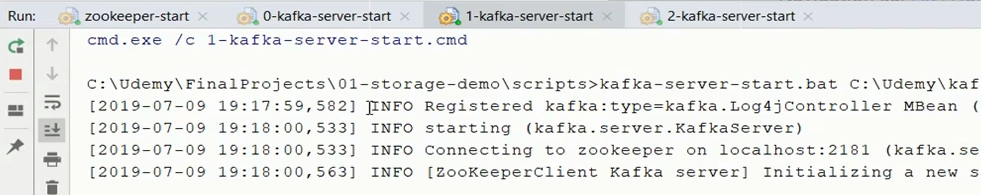 Run: zookeeper-start 0-kafka-server-start 1-kafka-server-start 2-kafka-server-start
cmd.exe /c 1-kafka-server-start.cmd
C:\Udemy\FinalProjects\01-storage-demo\scripts>kafka-server-start.bat C:\Udemy\kaf
[2019-07-09 19:17:59,582] INFO Registered kafka:type=kafka.Log4jController MBean (
[2019-07-09 19:18:00,533] INFO starting (kafka.server.KafkaServer)
[2019-07-09 19:18:00,533] INFO Connecting to zookeeper on localhost:2181 (kafka.se
[2019-07-09 19:18:00,563] INFO [ZooKeeperClient Kafka server] Initializing a new s